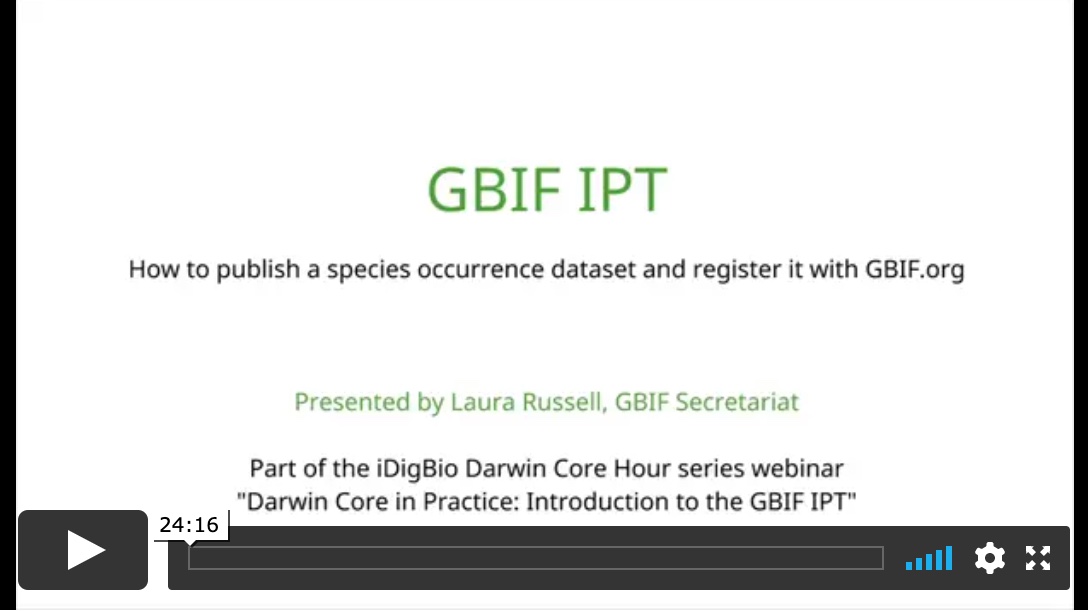 GBIF IPT
How to publish a species occurrence dataset and register it with GBIF.org
Presented by Laura Russell, GBIF Secretariat
Part of the iDigBio Darwin Core Hour series webinar
"Darwin Core in Practice: Introduction to the GBIF IPT"
24:16